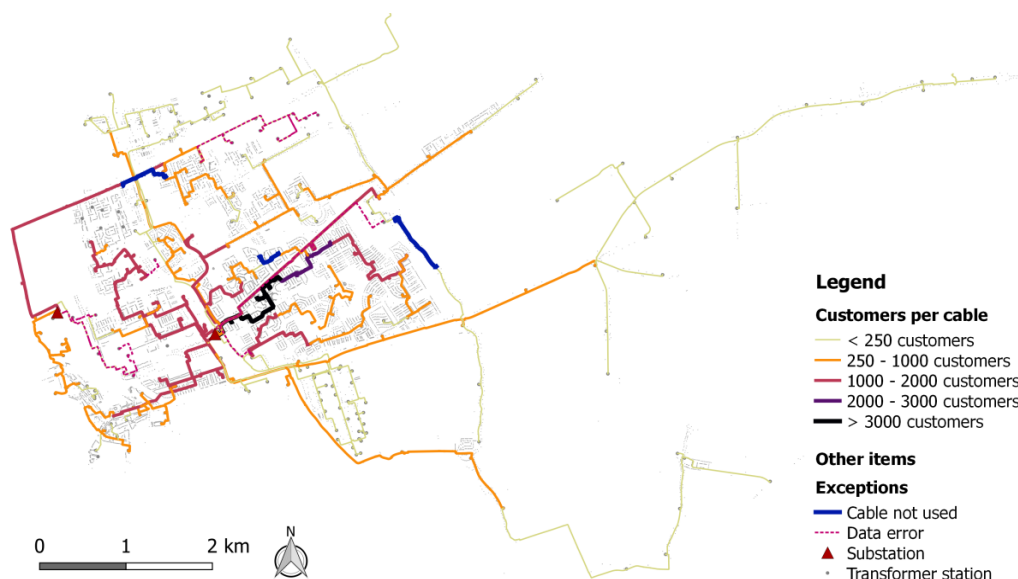 Legend
Customers per cable
< 250 customers
250 - 1000 customers
1000 - 2000 customers
2000 - 3000 customers
> 3000 customers
Other items
Exceptions
Cable not used
Data error
Substation
Transformer station
0 1 2 km
N